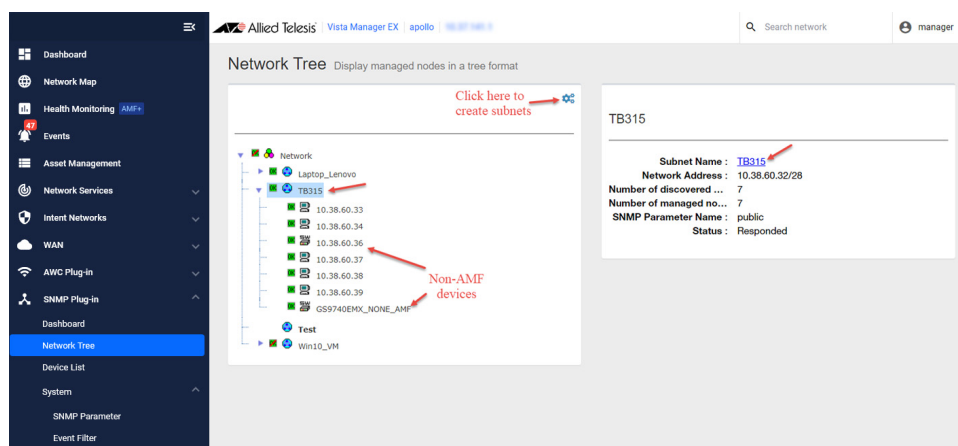 Allied Telesis Vista Manager EX apollo
Search network
manager
Dashboard
Network Map
Health Monitoring AMF+
47
Events
Asset Management
Network Services
Intent Networks
WAN
AWC Plug-in
SNMP Plug-in
Dashboard
Network Tree
Device List
System
SNMP Parameter
Event Filter
Network Tree Display managed nodes in a tree format
Click here to
create subnets
Network
Laptop_Lenovo
TB315
10.38.60.33
10.38.60.34
10.38.60.36
10.38.60.37
10.38.60.38
10.38.60.39
GS9740EMX_NONE_AMF
Test
Win10_VM
Non-AMF
devices
TB315
Subnet Name : TB315
Network Address : 10.38.60.32/28
Number of discovered ... 7
Number of managed no... 7
SNMP Parameter Name : public
Status : Responded